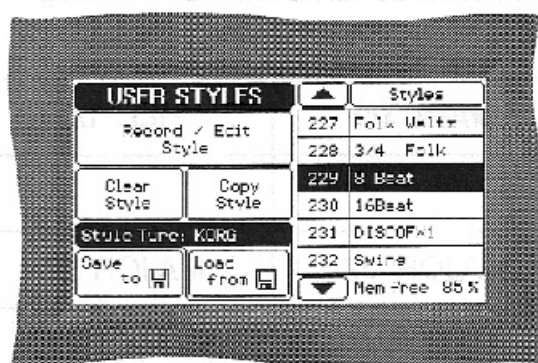 USER STYLES
Record / Edit
Style
Clear
Style
Copy
Style
Style Type: KORG
Save
to
Load
from
Styles
227 Folk Waltz
228 3/4 Folk
229 8 Beat
230 16Beat
231
232 Swing
Mem Free 85%